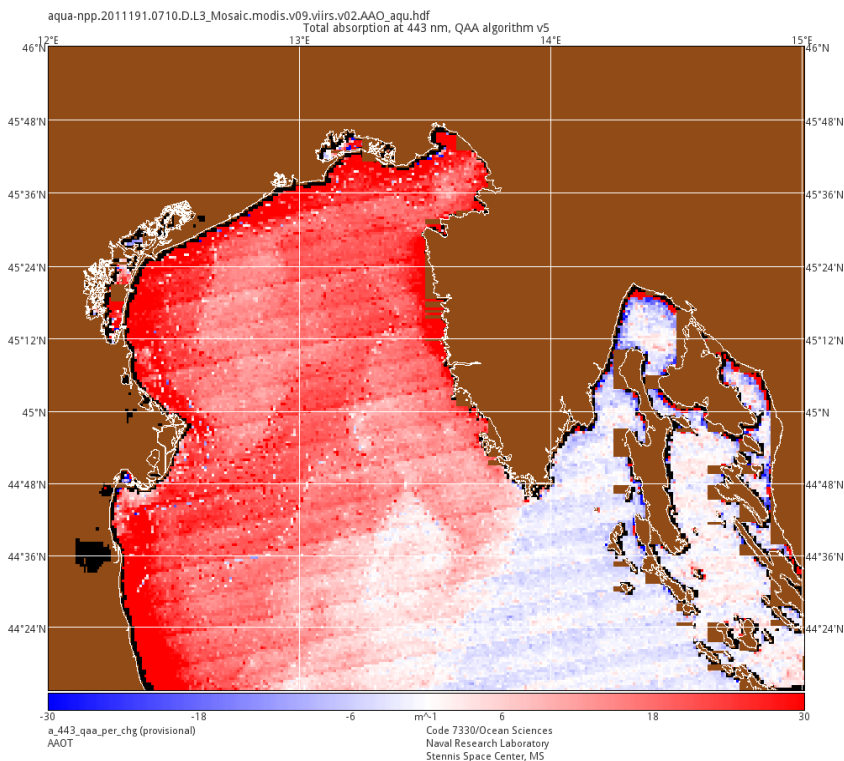 aqua-npp.2011191.0710.D.L3_Mosaic.modis.v09.viirs.v02.AAO_aqu.hdf
Total absorption at 443 nm, QAA algorithm v5
12°E 13°E 14°E 15°E
46°N 46°N
45°48'N 45°48'N
45°36'N 45°36'N
45°24'N 45°24'N
45°12'N 45°12'N
45°N 45°N
44°48'N 44°48'N
44°36'N 44°36'N
44°24'N 44°24'N
-30 -18 -6 m^-1 6 18 30
a_443_qaa_per_chg (provisional) Code 7330/Ocean Sciences
AAOT Naval Research Laboratory
Stennis Space Center, MS